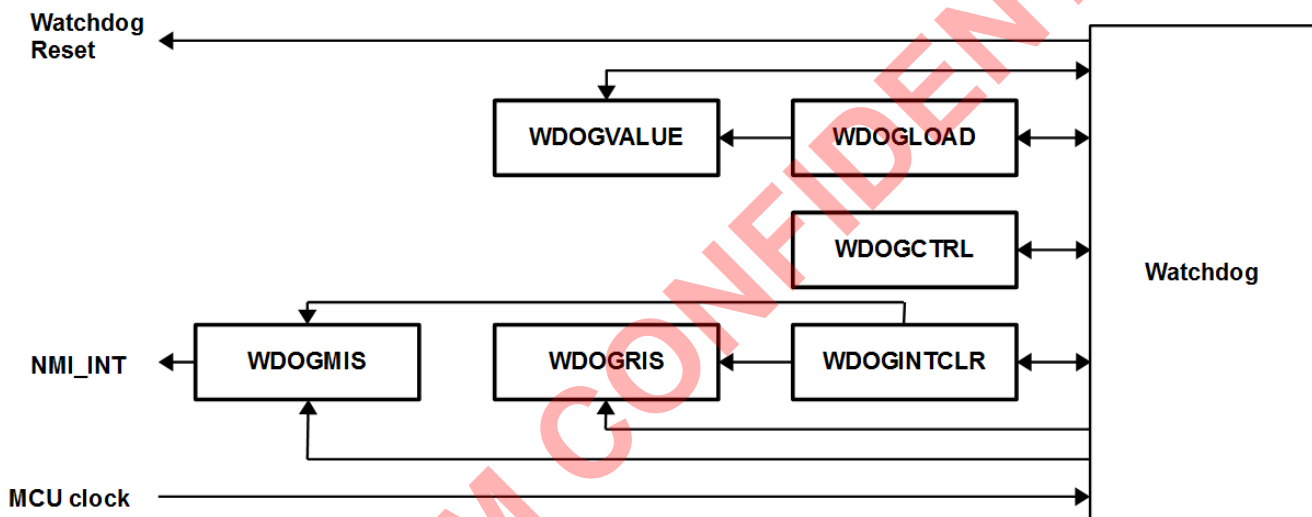 Watchdog
Reset
WDOGVALUE
WDOGLOAD
WDOGCTRL
Watchdog
WDOGMIS
WDOGRIS
WDOGINTCLR
NMI_INT
MCU clock
M CONFIDEN